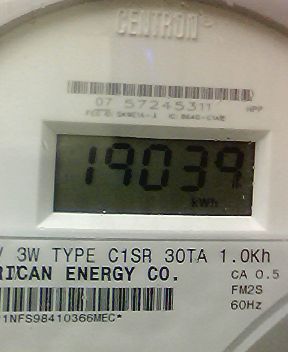 CENTRON
07 57245311 HPP
19039
kWh
3W TYPE C1SR 30TA 1.0Kh
RICAN ENERGY CO. CA 0.5
FM2S
60Hz
1NFS98410366MEC*